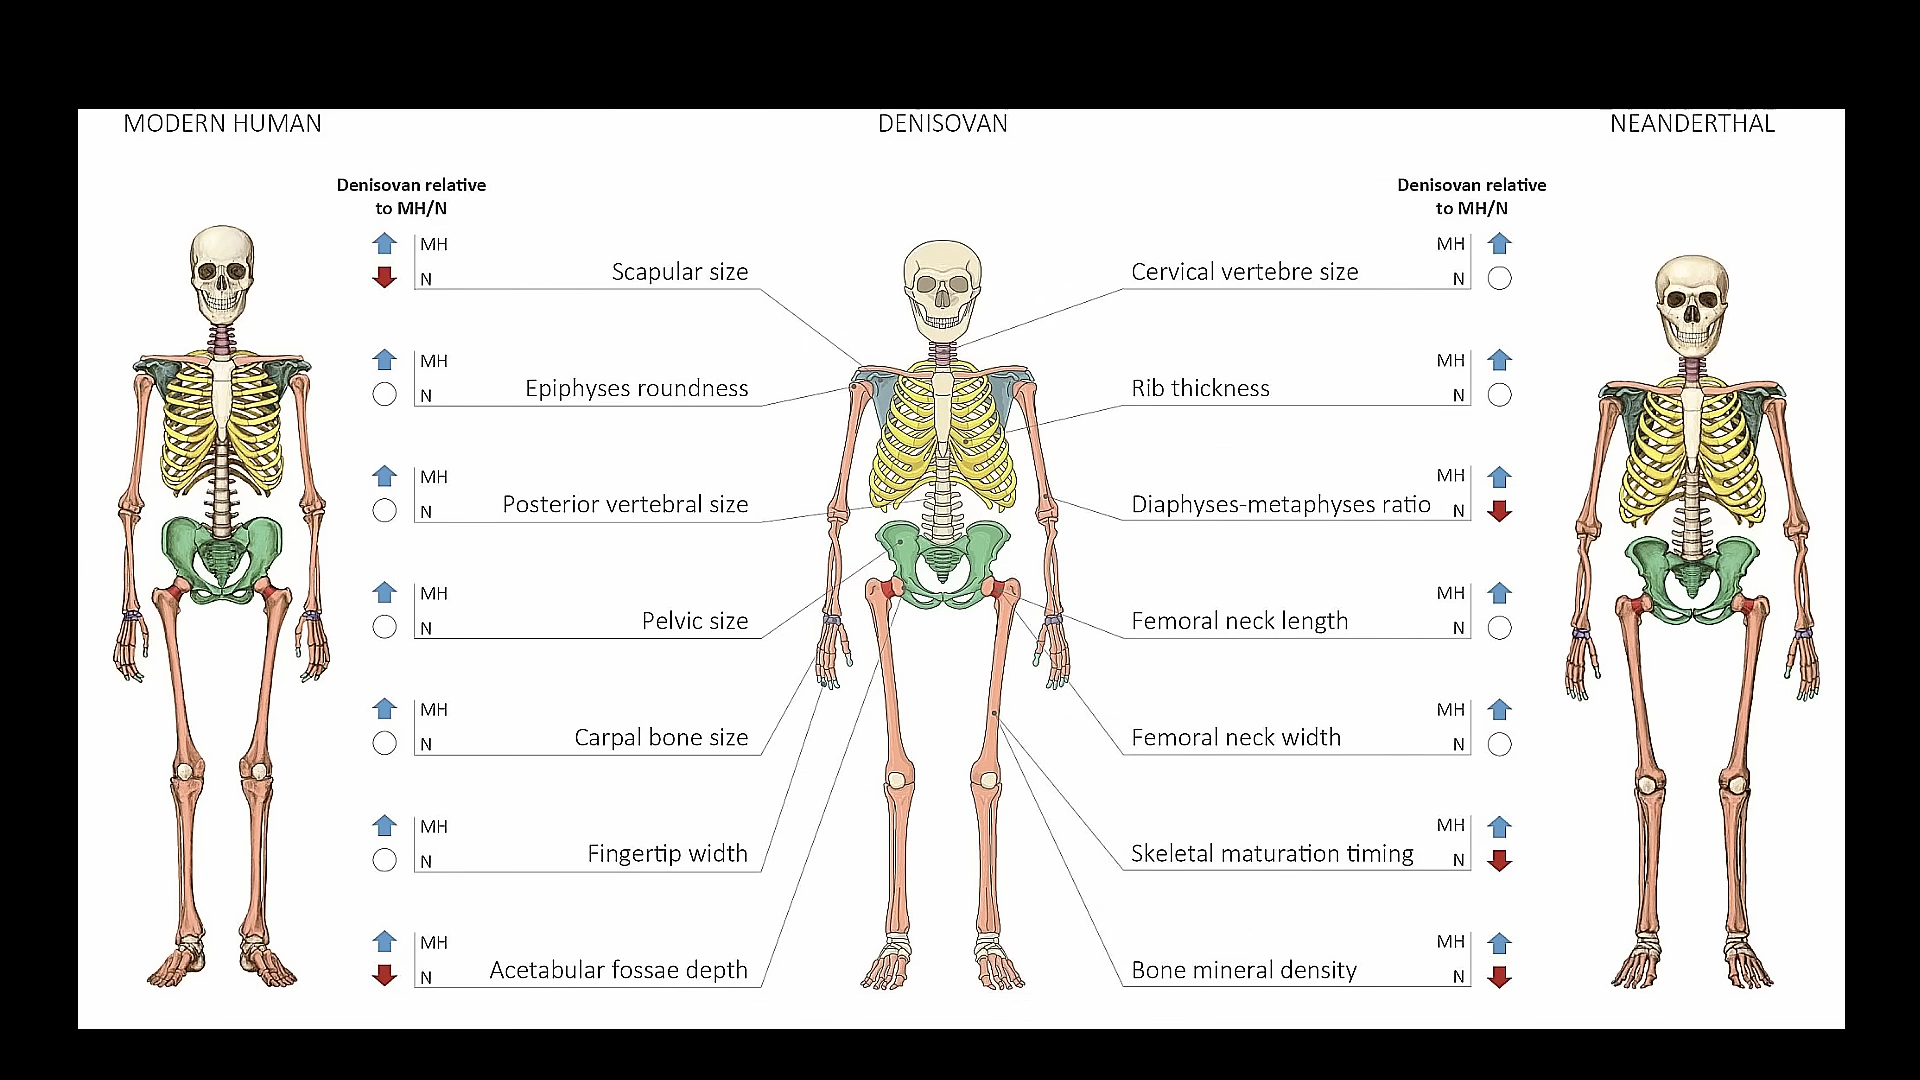 MODERN HUMAN
DENISOVAN
NEANDERTHAL
Denisovan relative
to MH/N
MH
N
Scapular size
MH
N
Epiphyses roundness
MH
N
Posterior vertebral size
MH
N
Pelvic size
MH
N
Carpal bone size
MH
N
Fingertip width
MH
N
Acetabular fossae depth
Denisovan relative
to MH/N
MH
Cervical vertebre size
N
MH
Rib thickness
N
MH
Diaphyses-metaphyses ratio
N
MH
Femoral neck length
N
MH
Femoral neck width
N
MH
Skeletal maturation timing
N
MH
Bone mineral density
N